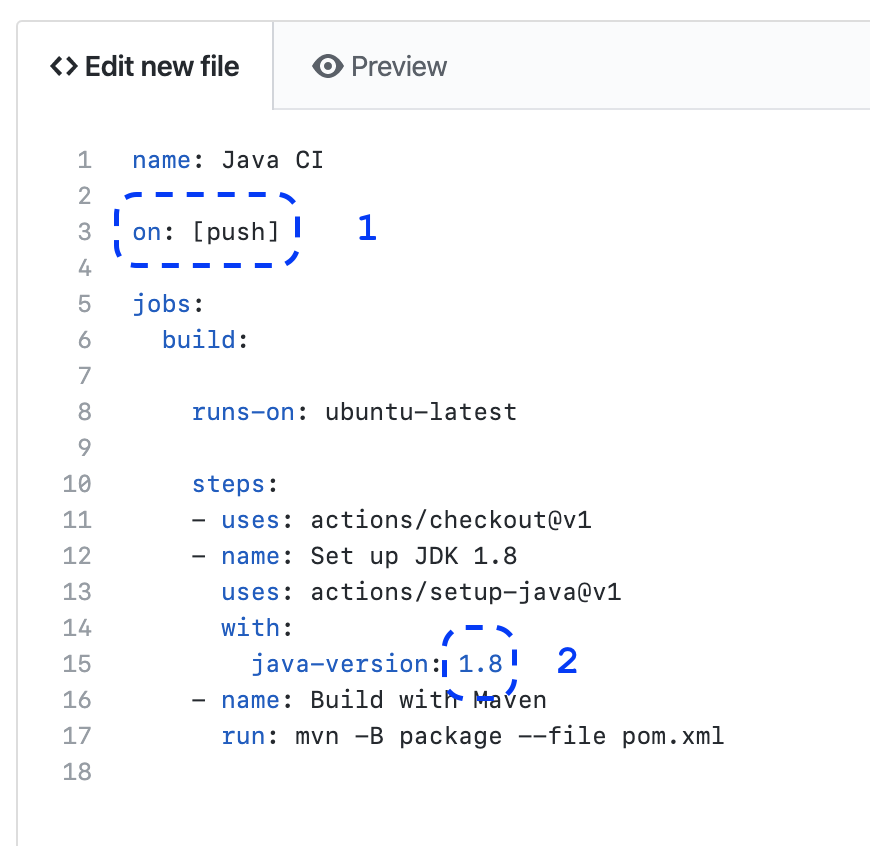 <> Edit new file
Preview
1 name: Java CI
2
3 on: [push] 1
4
5 jobs:
6   build:
7
8     runs-on: ubuntu-latest
9
10     steps:
11     - uses: actions/checkout@v1
12     - name: Set up JDK 1.8
13       uses: actions/setup-java@v1
14       with:
15         java-version: 1.8 2
16     - name: Build with Maven
17       run: mvn -B package --file pom.xml
18